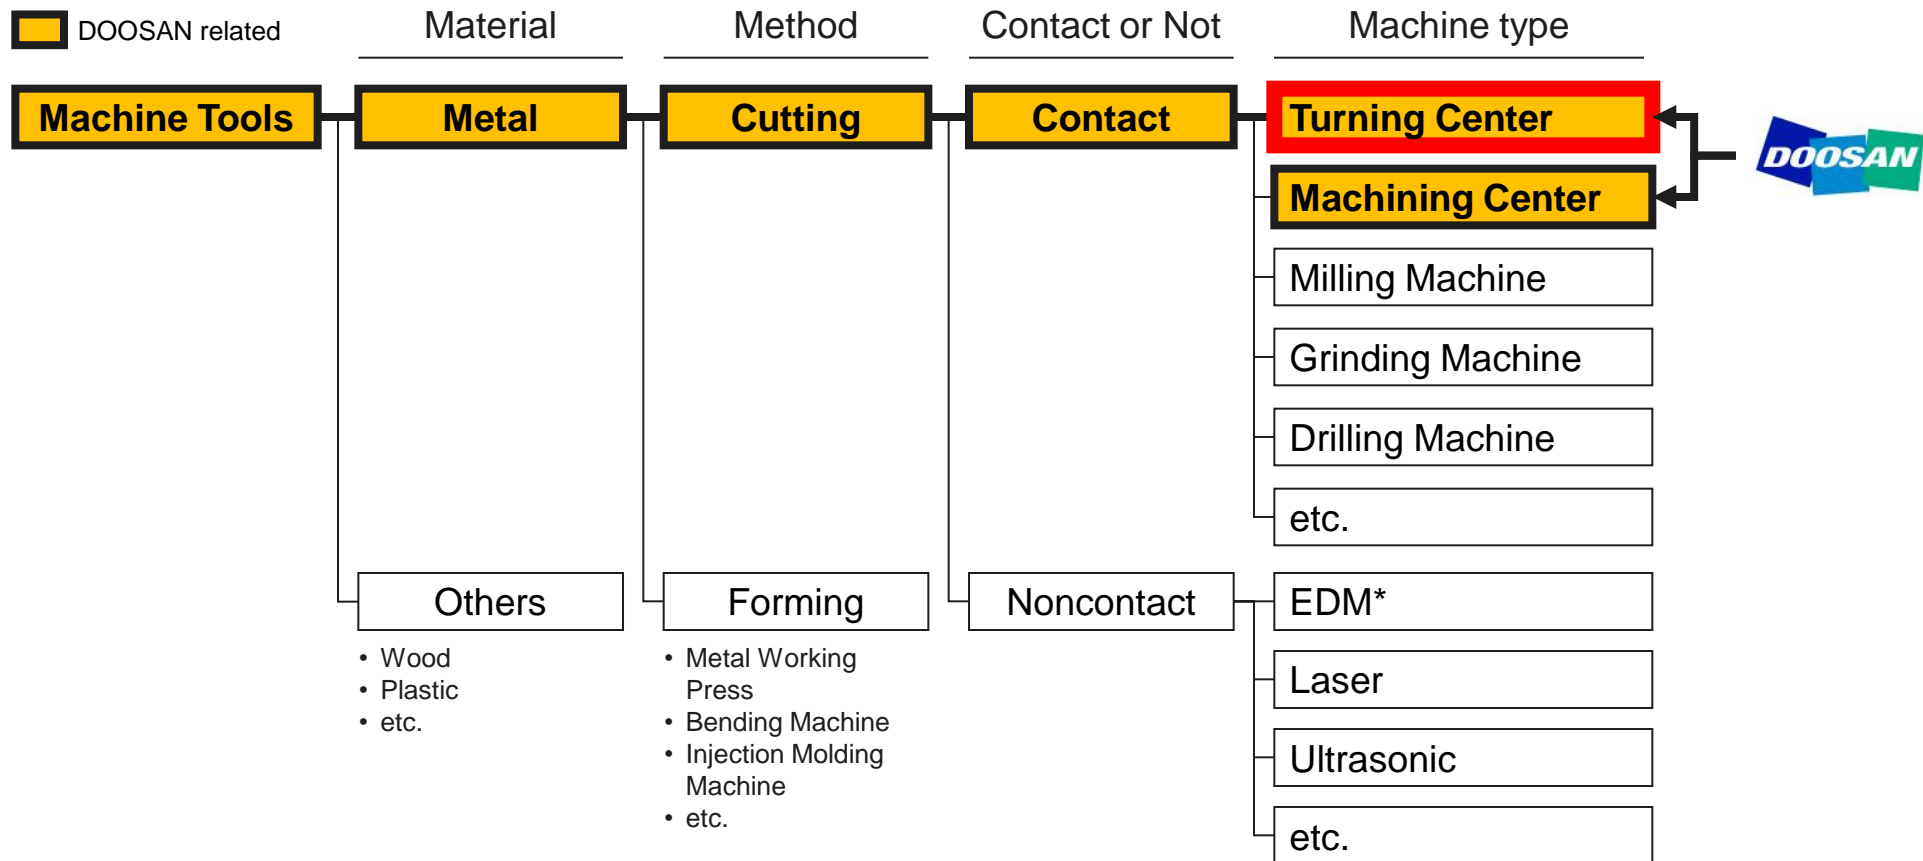 DOOSAN related
Material
Method
Contact or Not
Machine type
Machine Tools
Metal
Cutting
Contact
Turning Center
DOOSAN
Machining Center
Milling Machine
Grinding Machine
Drilling Machine
etc.
Others
Forming
Noncontact
EDM*
• Wood
• Plastic
• etc.
• Metal Working
Press
• Bending Machine
• Injection Molding
Machine
• etc.
Laser
Ultrasonic
etc.